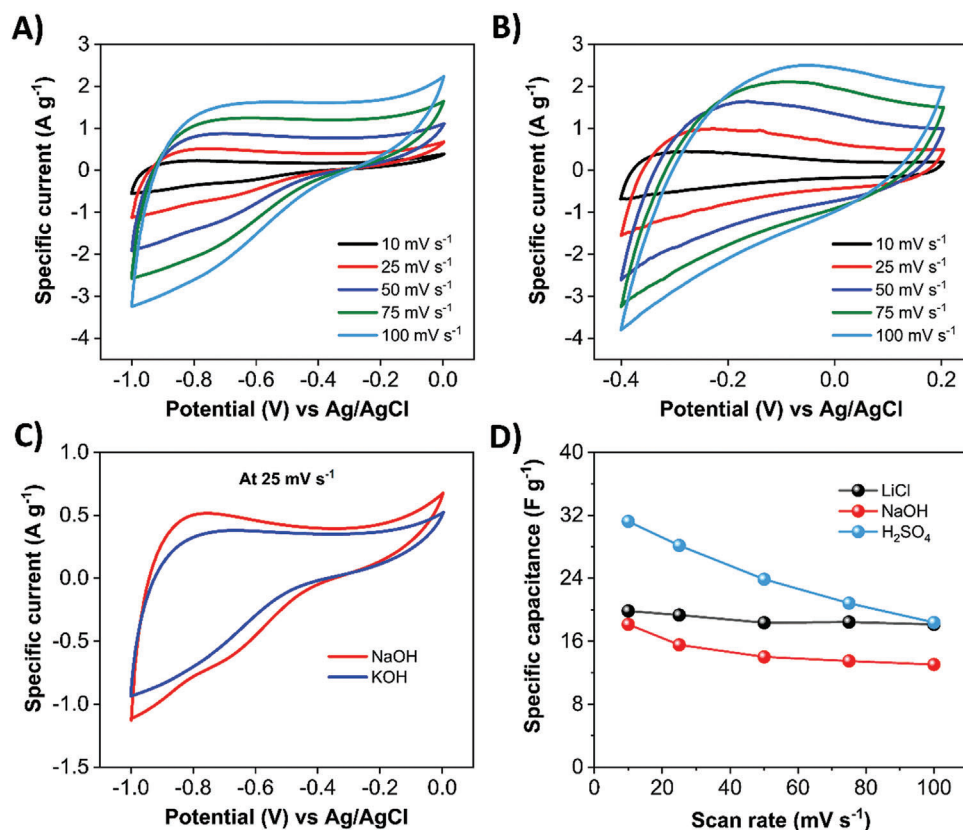 A)
Specific current (A g⁻¹)
3
2
1
0
-1
-2
-3
-4
10 mV s⁻¹
25 mV s⁻¹
50 mV s⁻¹
75 mV s⁻¹
100 mV s⁻¹
-1.0 -0.8 -0.6 -0.4 -0.2 0.0
Potential (V) vs Ag/AgCl
B)
Specific current (A g⁻¹)
3
2
1
0
-1
-2
-3
-4
10 mV s⁻¹
25 mV s⁻¹
50 mV s⁻¹
75 mV s⁻¹
100 mV s⁻¹
-0.4 -0.2 0.0 0.2
Potential (V) vs Ag/AgCl
C)
Specific current (A g⁻¹)
1.0
0.5
0.0
-0.5
-1.0
-1.5
At 25 mV s⁻¹
NaOH
KOH
-1.0 -0.8 -0.6 -0.4 -0.2 0.0
Potential (V) vs Ag/AgCl
D)
Specific capacitance (F g⁻¹)
40
32
24
16
8
0
LiCl
NaOH
H₂SO₄
0 20 40 60 80 100
Scan rate (mV s⁻¹)